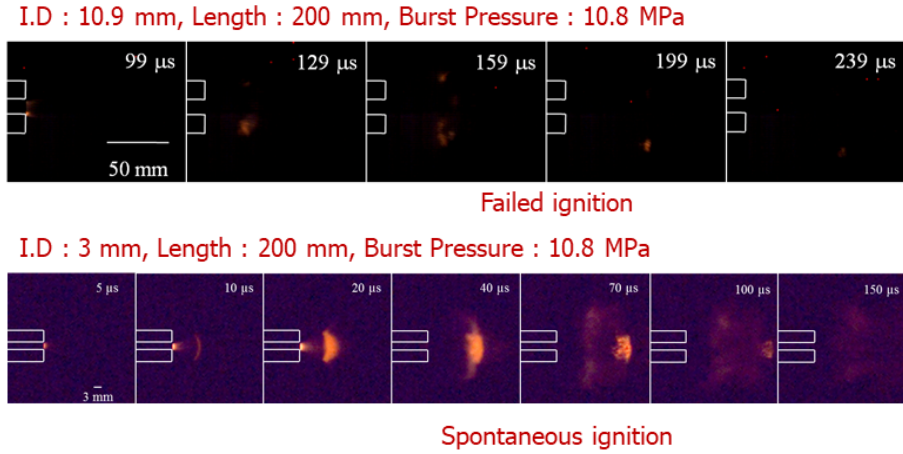 I.D : 10.9 mm, Length : 200 mm, Burst Pressure : 10.8 MPa
99 μs 129 μs 159 μs 199 μs 239 μs
50 mm
Failed ignition
I.D : 3 mm, Length : 200 mm, Burst Pressure : 10.8 MPa
5 μs 10 μs 20 μs 40 μs 70 μs 100 μs 150 μs
3 mm
Spontaneous ignition